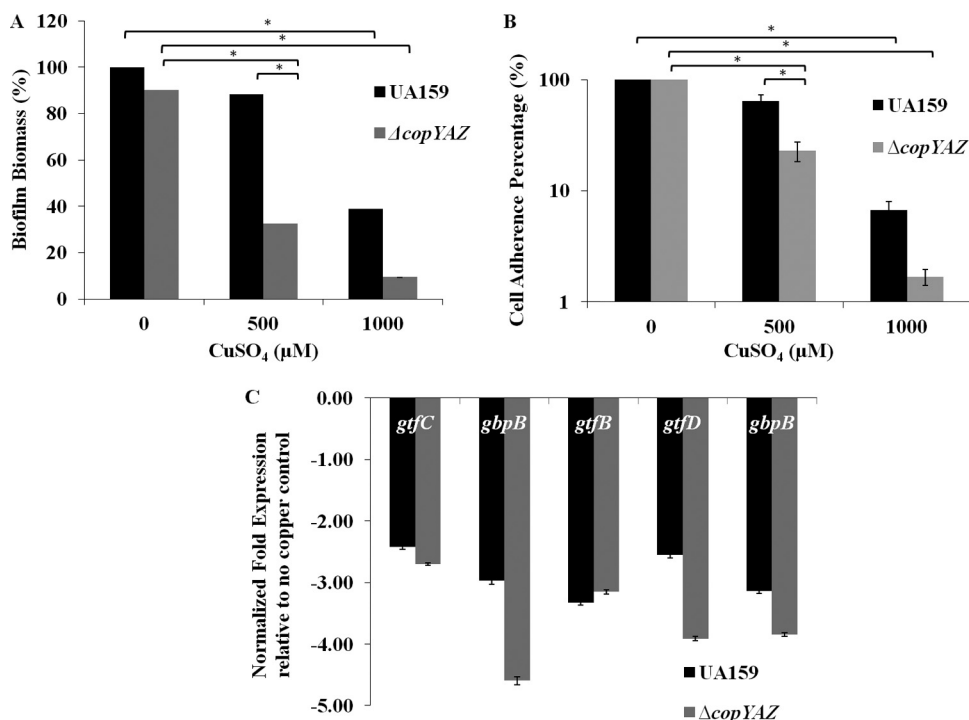 A
* 
*
*
*
Biofilm Biomass (%)
120
100
80
60
40
20
0
UA159
ΔcopYAZ
0 500 1000
CuSO4 (µM)
B
*
*
*
*
Cell Adherence Percentage (%)
100
10
1
UA159
ΔcopYAZ
0 500 1000
CuSO4 (µM)
C
Normalized Fold Expression
relative to no copper control
0.00
-1.00
-2.00
-3.00
-4.00
-5.00
gtfC gbpB gtfB gtfD gbpB
UA159
ΔcopYAZ